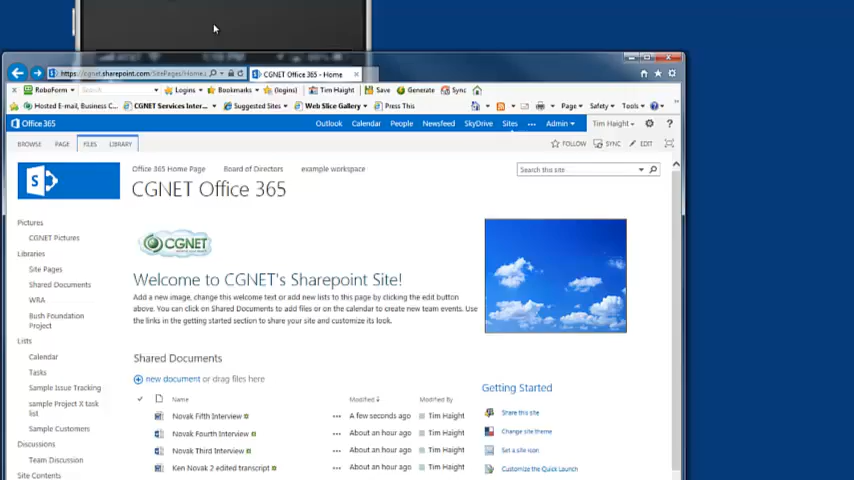 https://cgnet.sharepoint.com/SitePages/Home.a
CGNET Office 365 - Home
RoboForm
Search
Logins
Bookmarks
(logins)
Tim Haight
Save
Generate
Sync
Hosted E-mail, Business C...
CGNET Services Inter...
Suggested Sites
Web Slice Gallery
Press This
Page
Safety
Tools
Office 365
Outlook
Calendar
People
Newsfeed
SkyDrive
Sites
...
Admin
Tim Haight
?
BROWSE
PAGE
FILES
LIBRARY
FOLLOW
SYNC
EDIT
Office 365 Home Page
Board of Directors
example workspace
CGNET Office 365
Search this site
S
Pictures
CGNET Pictures
Libraries
Site Pages
Shared Documents
WRA
Bush Foundation
Project
Lists
Calendar
Tasks
Sample Issue Tracking
sample Project X task
list
Sample Customers
Discussions
Team Discussion
Site Contents
CGNET
Welcome to CGNET's Sharepoint Site!
Add a new image, change this welcome text or add new lists to this page by clicking the edit button
above. You can click on Shared Documents to add files or on the calendar to create new team events. Use
the links in the getting started section to share your site and customize its look.
Shared Documents
new document or drag files here
Name
Modified
Modified By
Novak Fifth Interview
... A few seconds ago
Tim Haight
Novak Fourth Interview
... About an hour ago
Tim Haight
Novak Third Interview
... About an hour ago
Tim Haight
Ken Novak 2 edited transcript
... About an hour ago
Tim Haight
Getting Started
Share this site
Change site theme
Set a site icon
Customize the Quick Launch